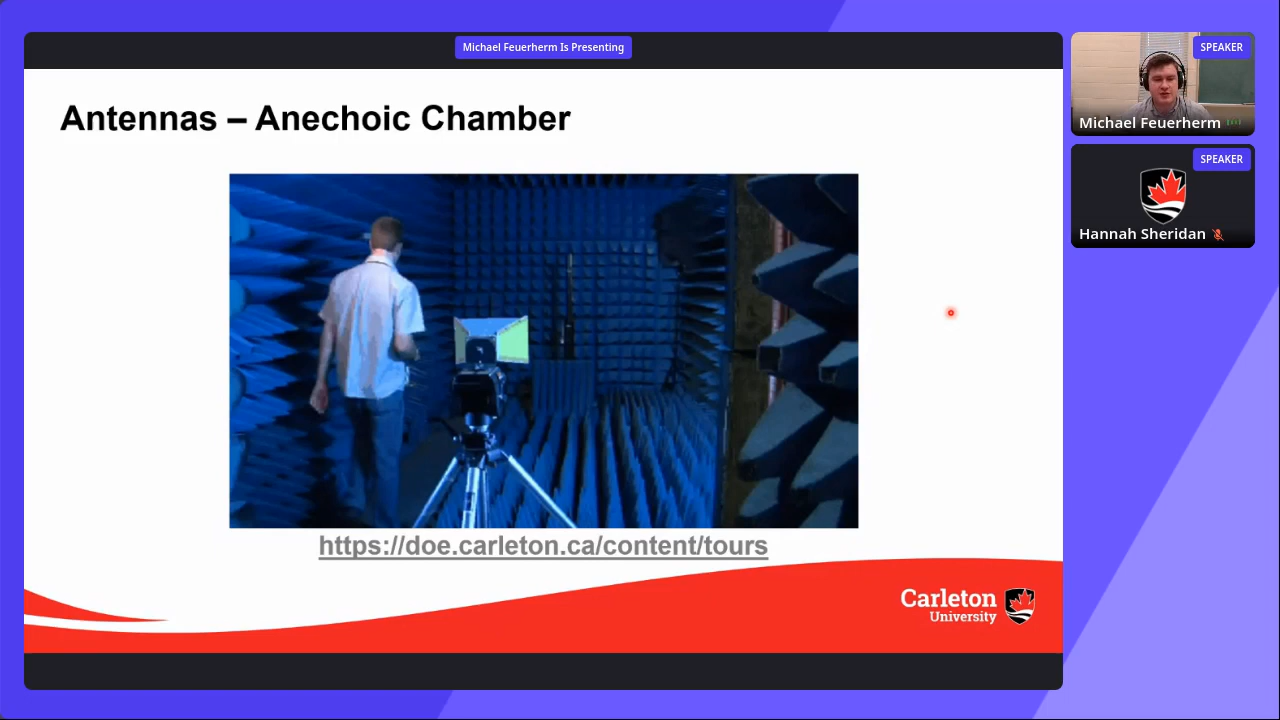 Michael Feuerherm Is Presenting
Antennas – Anechoic Chamber
https://doe.carleton.ca/content/tours
Carleton
University
SPEAKER
Michael Feuerherm
SPEAKER
Hannah Sheridan